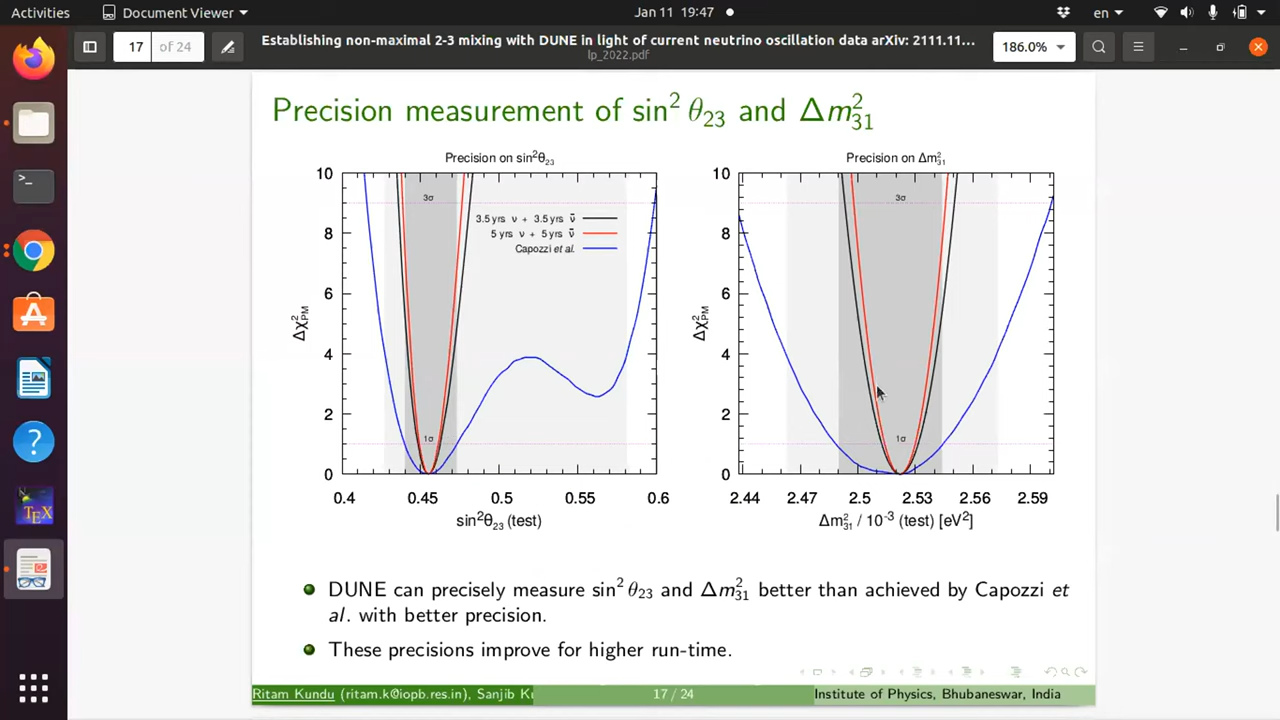 Activities
Document Viewer
Jan 11 19:47
en
17 of 24
Establishing non-maximal 2-3 mixing with DUNE in light of current neutrino oscillation data arXiv: 2111.11...
lp_2022.pdf
186.0%
Precision measurement of sin² θ₂₃ and Δm²₃₁
Precision on sin²θ₂₃
10
8
6
4
2
0
Δχ²PM
3σ
3.5 yrs ν + 3.5 yrs ν̄
5 yrs ν + 5 yrs ν̄
Capozzi et al.
1σ
0.4 0.45 0.5 0.55 0.6
sin²θ₂₃ (test)
Precision on Δm²₃₁
10
8
6
4
2
0
Δχ²PM
3σ
1σ
2.44 2.47 2.5 2.53 2.56 2.59
Δm²₃₁ / 10⁻³ (test) [eV²]
DUNE can precisely measure sin² θ₂₃ and Δm²₃₁ better than achieved by Capozzi et
al. with better precision.
These precisions improve for higher run-time.
Ritam Kundu (ritam.k@iopb.res.in), Sanjib K
17 / 24
Institute of Physics, Bhubaneswar, India
>_
?
TEX